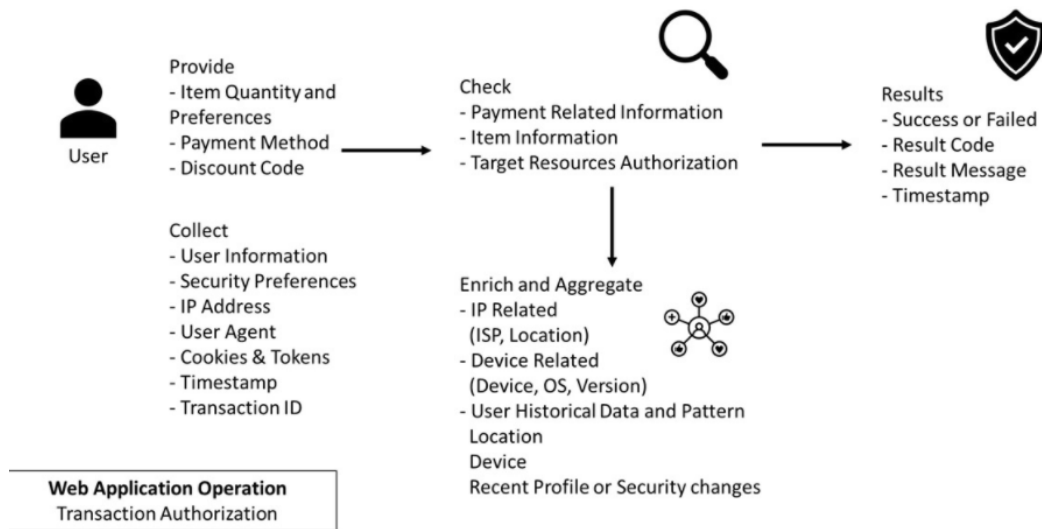 User
Provide
- Item Quantity and
Preferences
- Payment Method
- Discount Code
Collect
- User Information
- Security Preferences
- IP Address
- User Agent
- Cookies & Tokens
- Timestamp
- Transaction ID
Check
- Payment Related Information
- Item Information
- Target Resources Authorization
Enrich and Aggregate
- IP Related
(ISP, Location)
- Device Related
(Device, OS, Version)
- User Historical Data and Pattern
Location
Device
Recent Profile or Security changes
Results
- Success or Failed
- Result Code
- Result Message
- Timestamp
Web Application Operation
Transaction Authorization